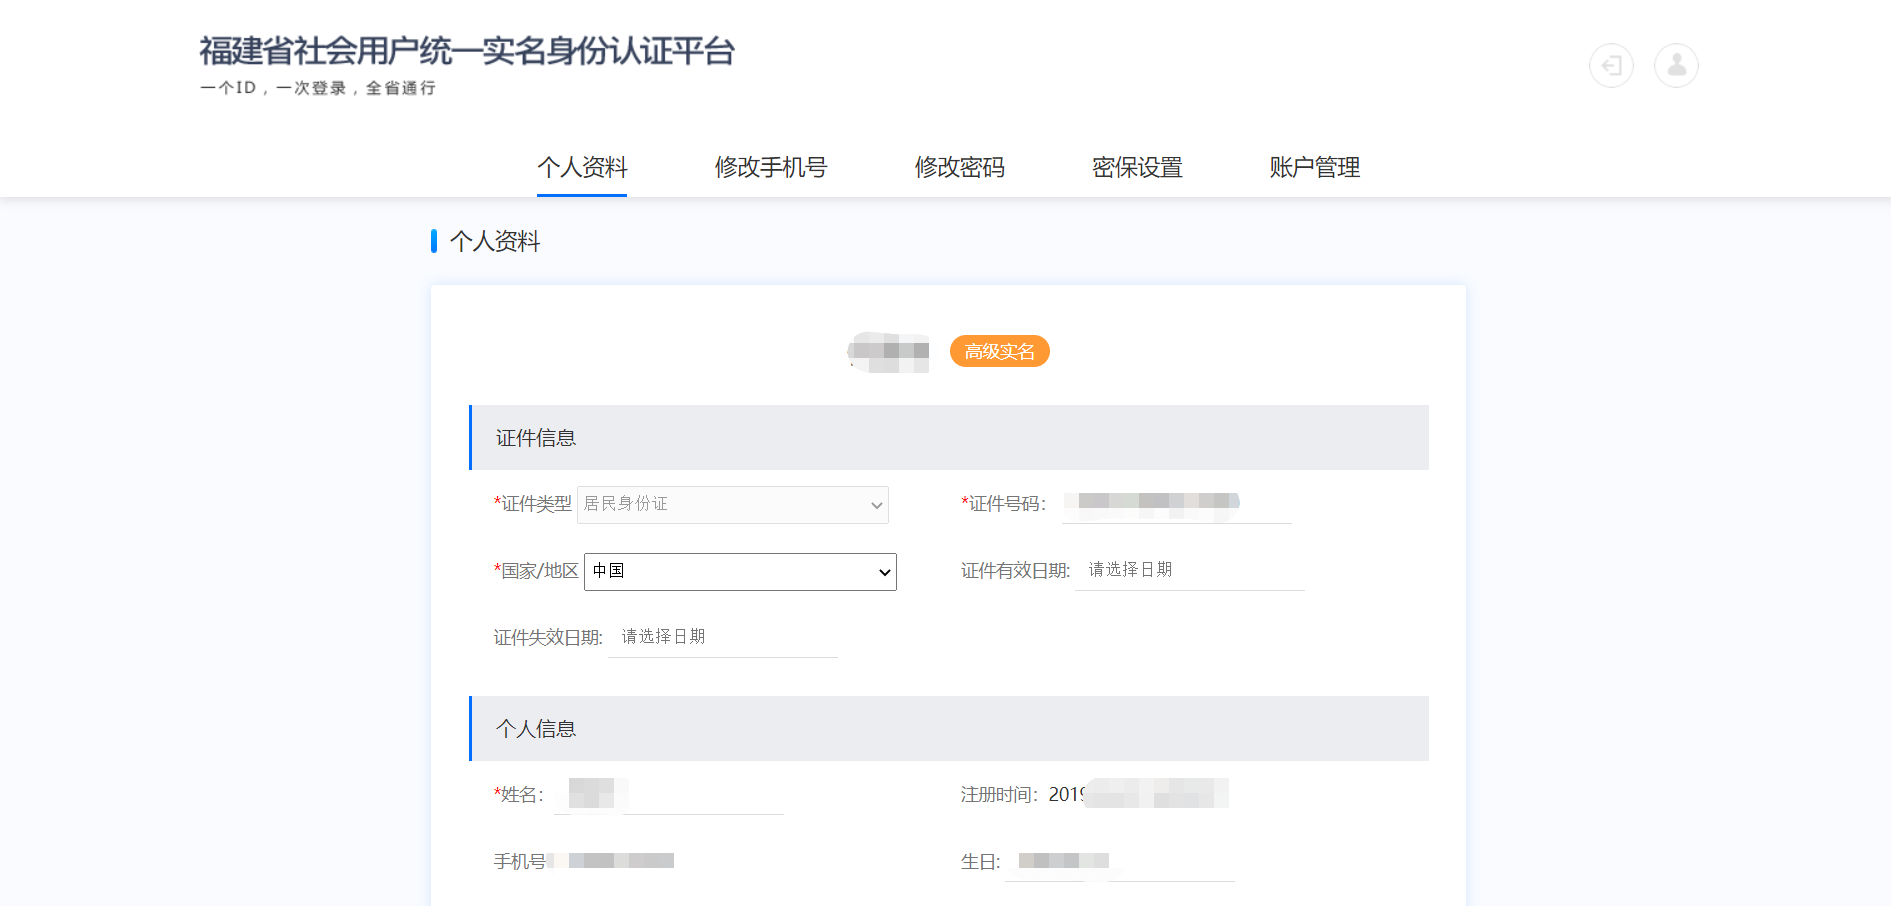 福建省社会用户统一实名身份认证平台
一个ID，一次登录，全省通行
个人资料 修改手机号 修改密码 密保设置 账户管理
个人资料
高级实名
证件信息
*证件类型 居民身份证 *证件号码：
*国家/地区 中国 证件有效日期: 请选择日期
证件失效日期: 请选择日期
个人信息
*姓名： 注册时间：2019
手机号 生日: